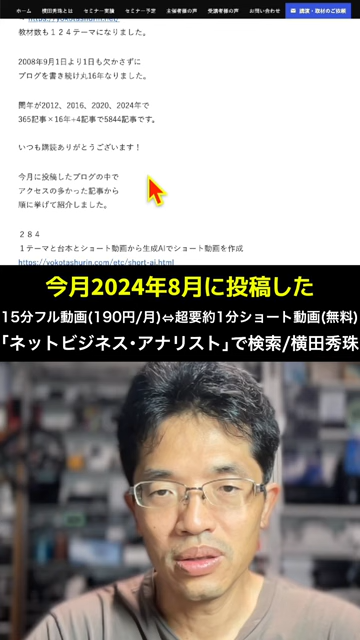 ホーム 横田秀珠とは セミナー実績 セミナー予定 主催者様の声 受講者様の声 お問い合わせ 講演・取材のご依頼
https://yokotashurin.net/
教材数も１２４テーマになりました。
2008年9月1日より1日も欠かさずに
ブログを書き続け丸16年なりました。
閏年が2012、2016、2020、2024年で
365記事×16年+4記事で5844記事です。
いつも購読ありがとうございます！
今月に投稿したブログの中で
アクセスの多かった記事から
順に挙げて紹介しました。
２８４
１テーマと台本とショート動画から生成AIでショート動画を作成
https://yokotashurin.com/etc/short-ai.html
今月2024年8月に投稿した
15分フル動画(190円/月)⇔超要約1分ショート動画(無料)
｢ネットビジネス･アナリスト｣で検索/横田秀珠